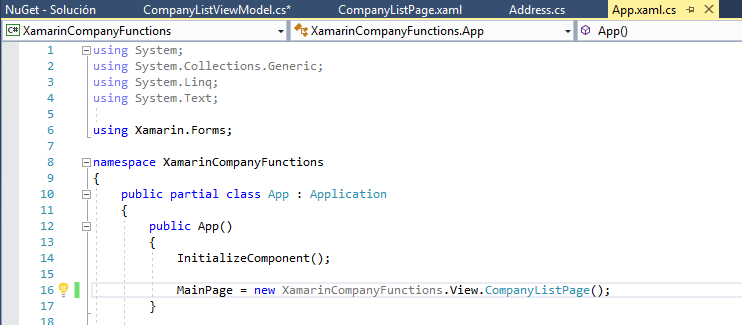 NuGet - Solución CompanyListViewModel.cs* CompanyListPage.xaml Address.cs App.xaml.cs
C# XamarinCompanyFunctions XamarinCompanyFunctions.App App()
1 using System;
2 using System.Collections.Generic;
3 using System.Linq;
4 using System.Text;
5
6 using Xamarin.Forms;
7
8 namespace XamarinCompanyFunctions
9 {
10 public partial class App : Application
11 {
12 public App()
13 {
14 InitializeComponent();
15
16 MainPage = new XamarinCompanyFunctions.View.CompanyListPage();
17 }
18